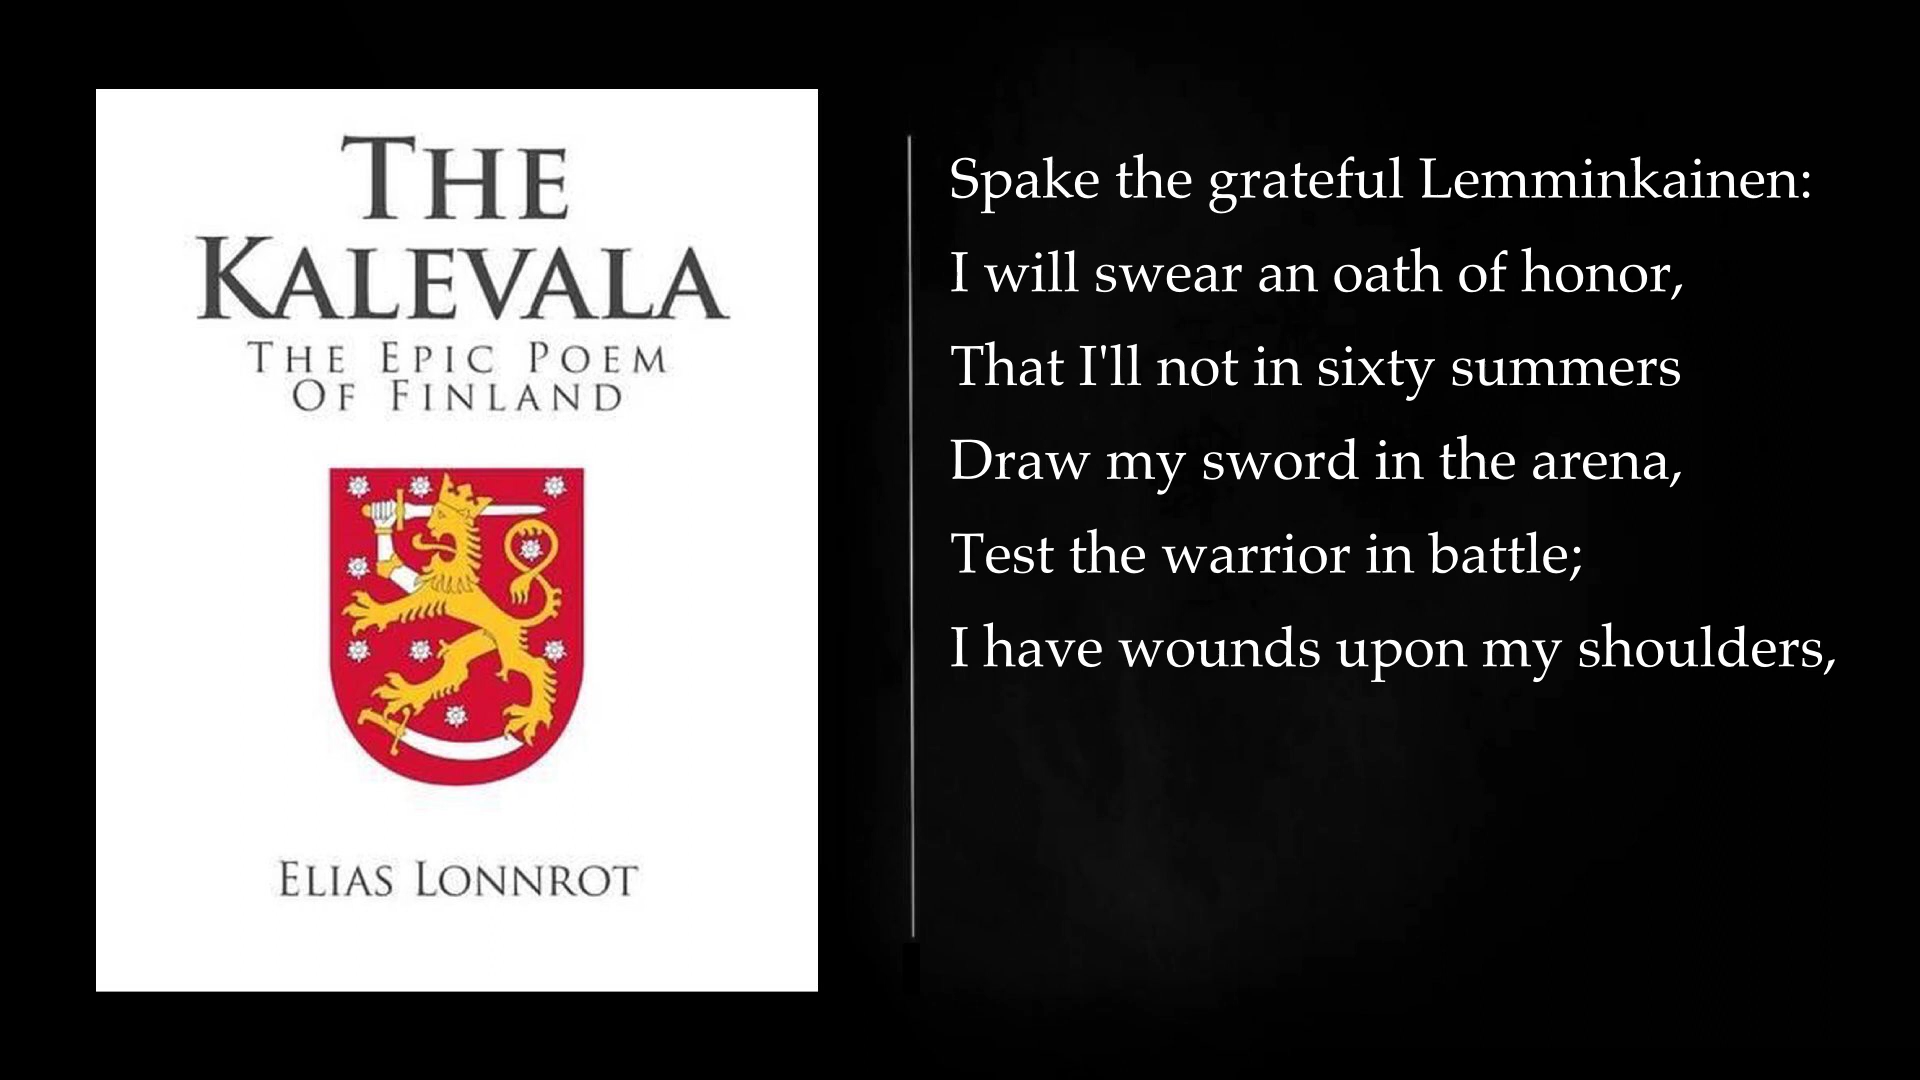 THE
KALEVALA
THE EPIC POEM
OF FINLAND
ELIAS LONNROT
Spake the grateful Lemminkainen:
I will swear an oath of honor,
That I'll not in sixty summers
Draw my sword in the arena,
Test the warrior in battle;
I have wounds upon my shoulders,